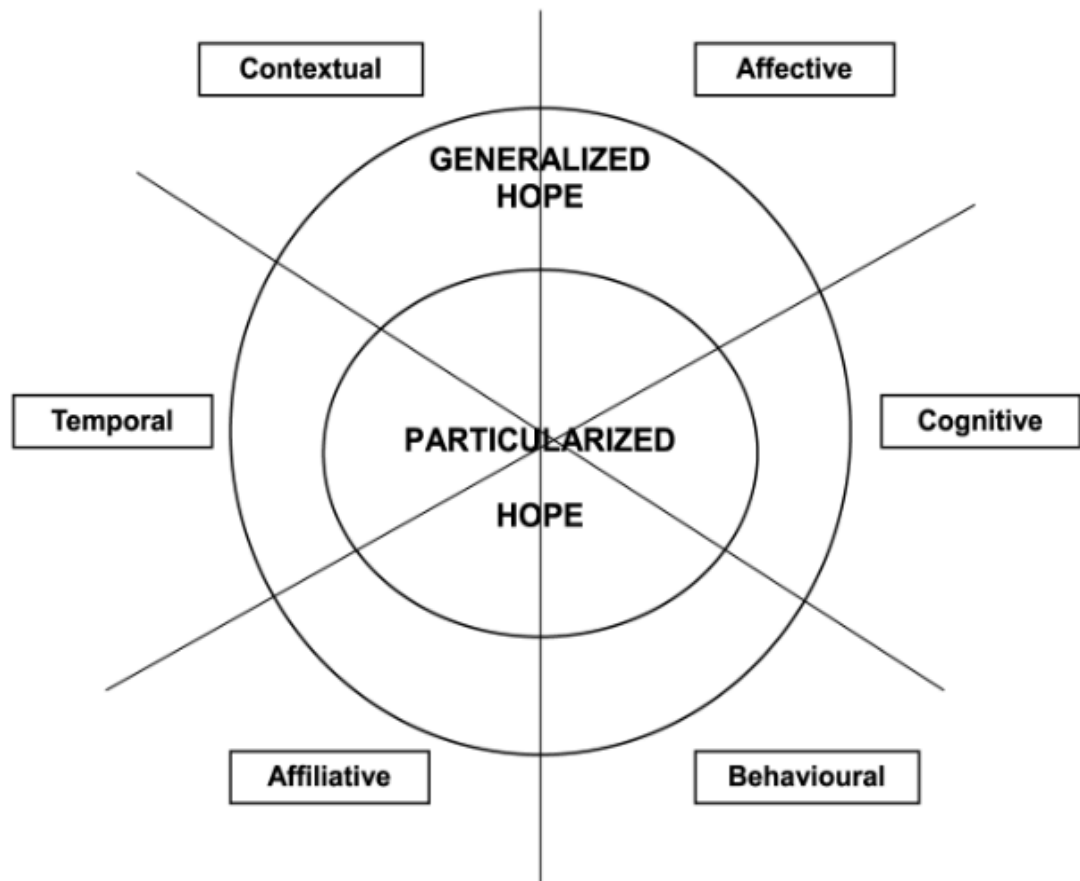 Contextual
Affective
GENERALIZED
HOPE
Temporal
PARTICULARIZED
HOPE
Cognitive
Affiliative
Behavioural